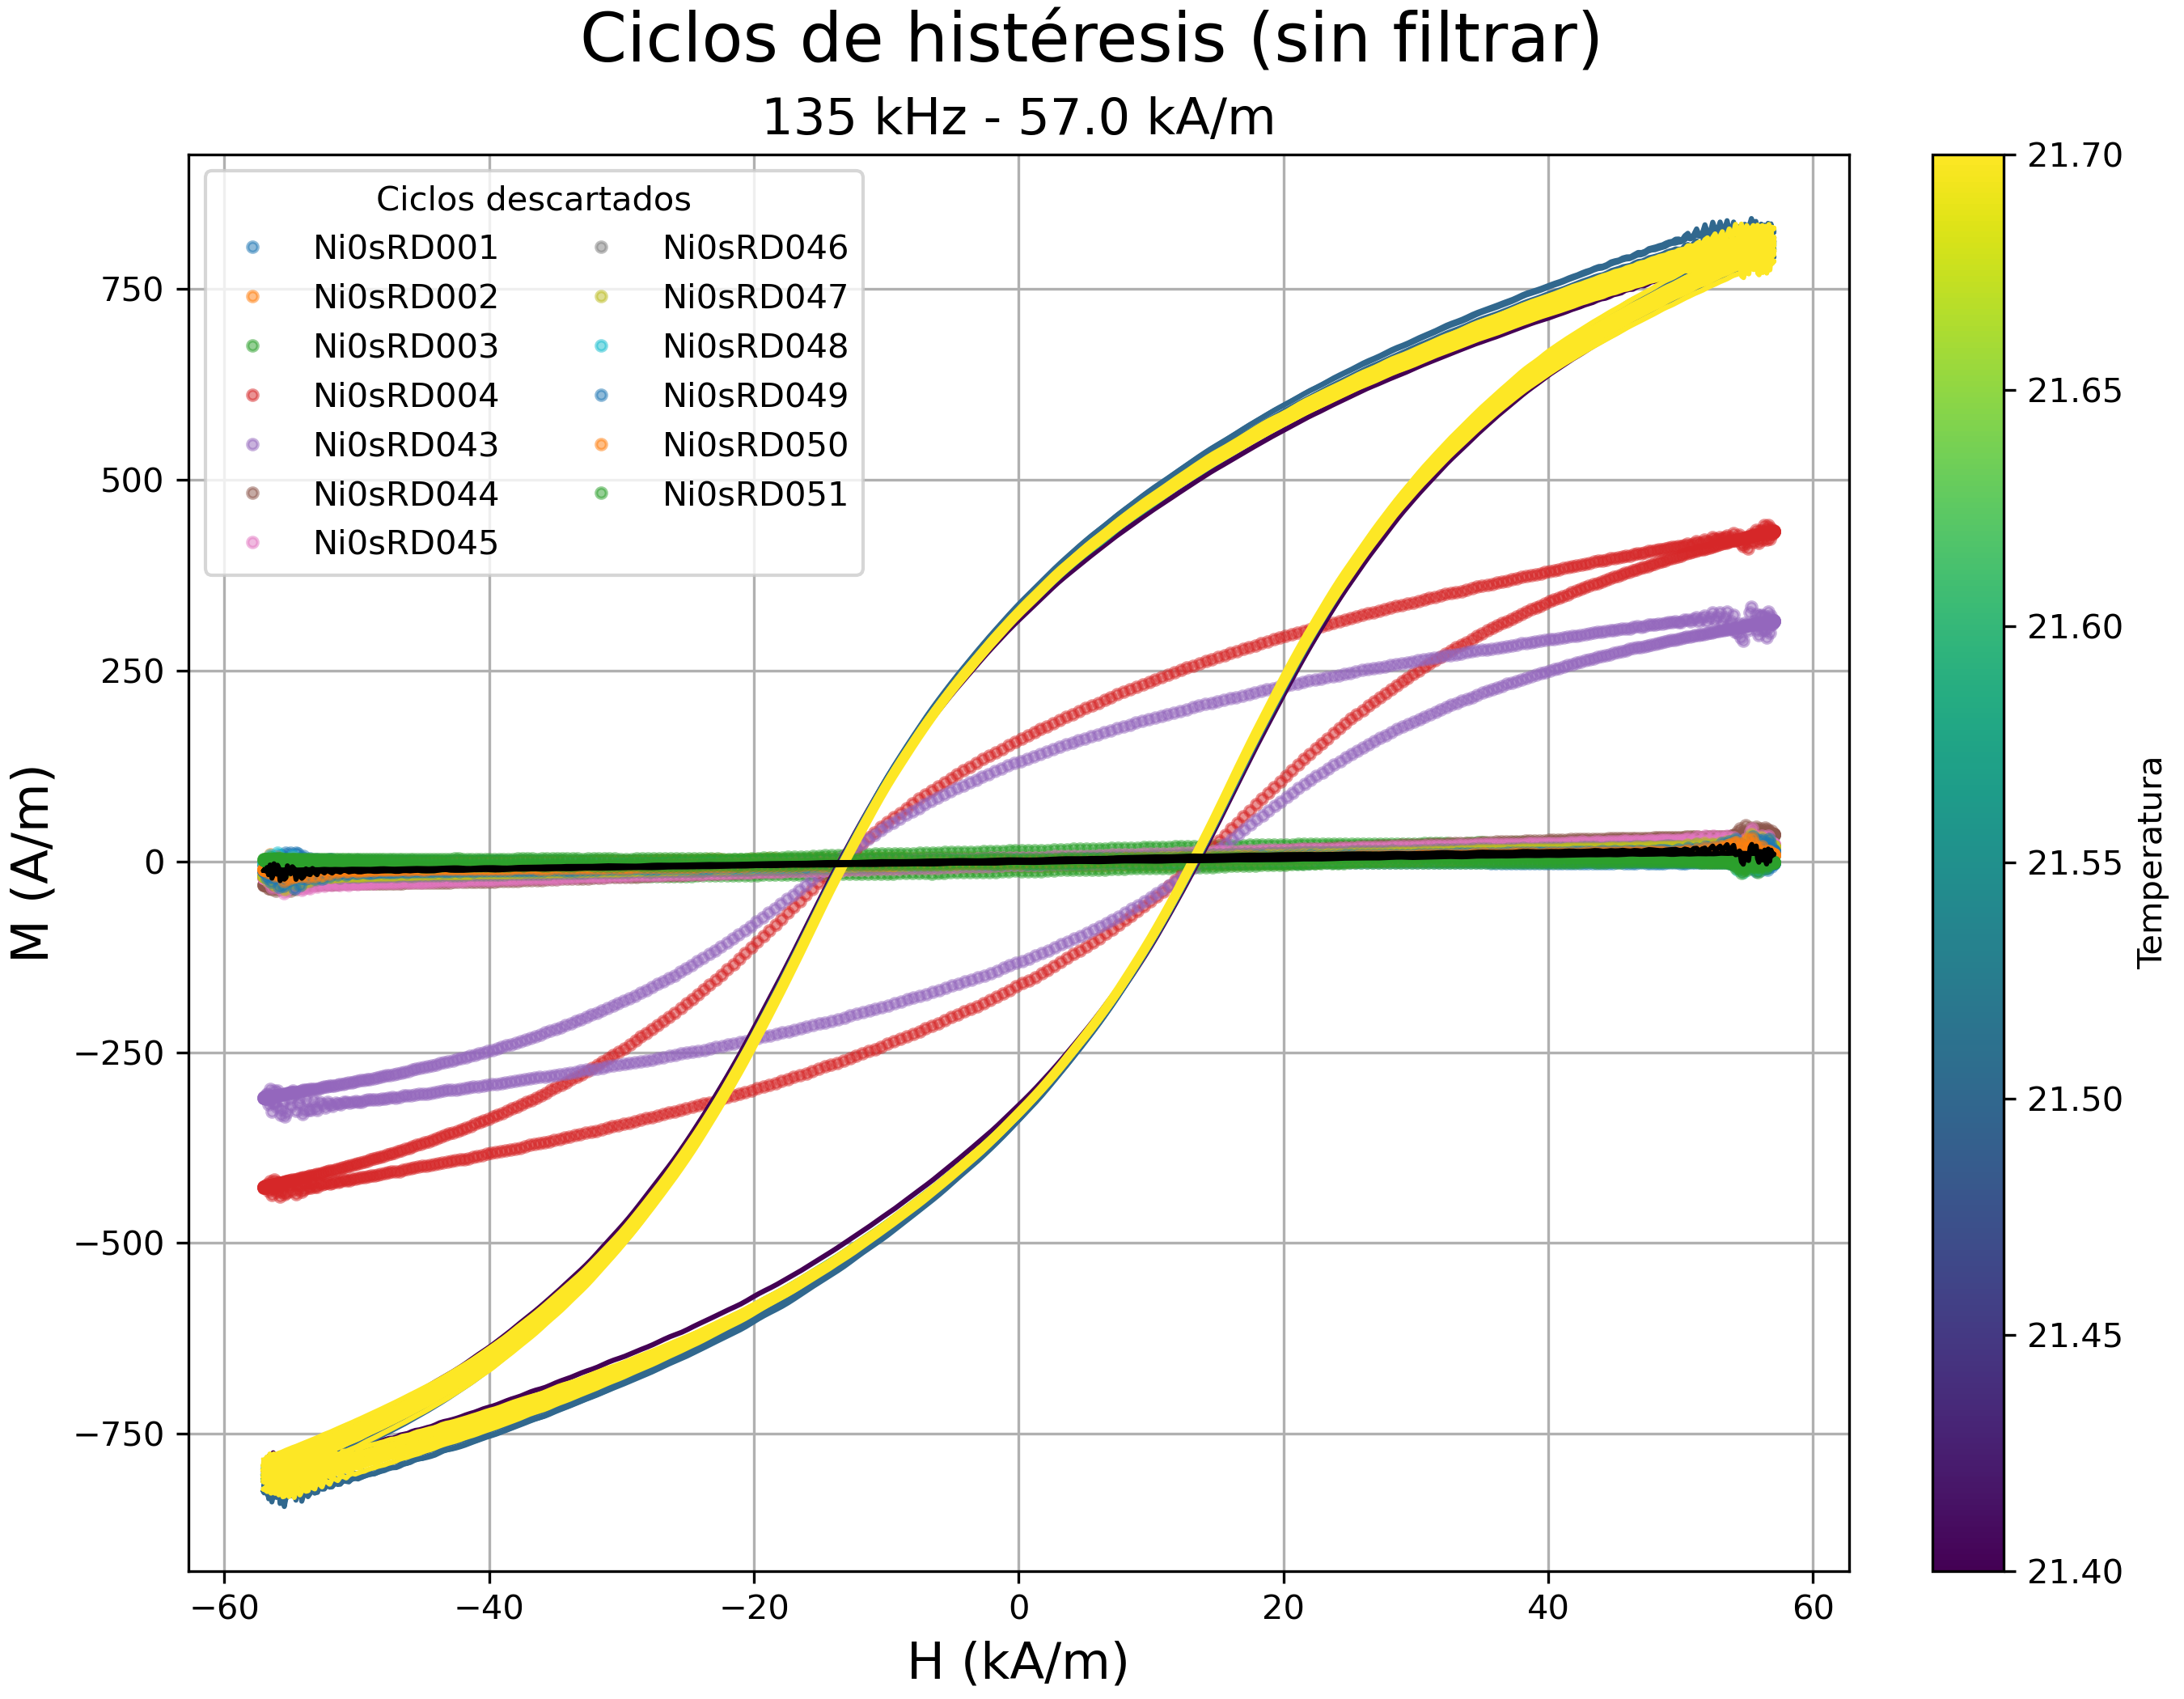 Ciclos de histéresis (sin filtrar)
135 kHz - 57.0 kA/m
Ciclos descartados
Ni0sRD001
Ni0sRD002
Ni0sRD003
Ni0sRD004
Ni0sRD043
Ni0sRD044
Ni0sRD045
Ni0sRD046
Ni0sRD047
Ni0sRD048
Ni0sRD049
Ni0sRD050
Ni0sRD051
M (A/m)
750
500
250
0
−250
−500
−750
−60
−40
−20
0
20
40
60
H (kA/m)
21.70
21.65
21.60
21.55
21.50
21.45
21.40
Temperatura